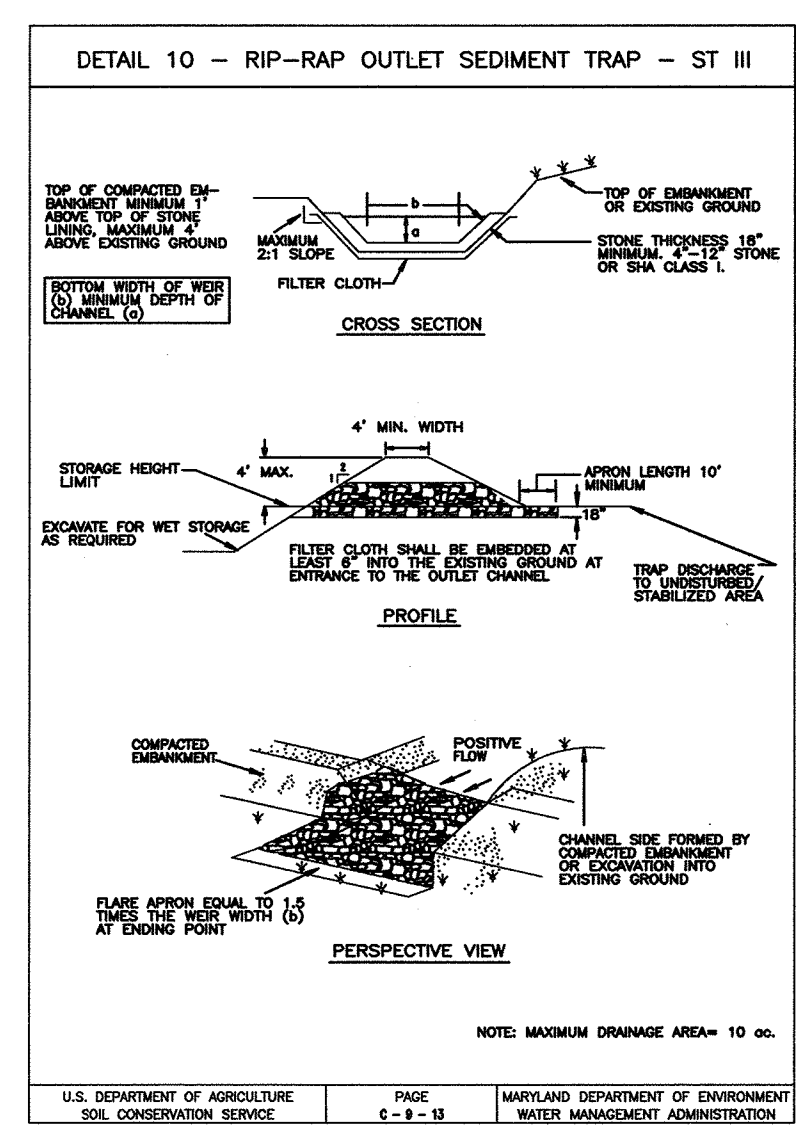 DETAIL 10 – RIP–RAP OUTLET SEDIMENT TRAP – ST III
TOP OF COMPACTED EM–
BANKMENT MINIMUM 1'
ABOVE TOP OF STONE
LINING, MAXIMUM 4'
ABOVE EXISTING GROUND
BOTTOM WIDTH OF WEIR
(b) MINIMUM DEPTH OF
CHANNEL (a)
MAXIMUM
2:1 SLOPE
FILTER CLOTH
b
a
TOP OF EMBANKMENT
OR EXISTING GROUND
STONE THICKNESS 18"
MINIMUM. 4"–12" STONE
OR SHA CLASS I.
CROSS SECTION
4' MIN. WIDTH
STORAGE HEIGHT
LIMIT
4' MAX.
1
2
APRON LENGTH 10'
MINIMUM
18"
EXCAVATE FOR WET STORAGE
AS REQUIRED
FILTER CLOTH SHALL BE EMBEDDED AT
LEAST 6" INTO THE EXISTING GROUND AT
ENTRANCE TO THE OUTLET CHANNEL
TRAP DISCHARGE
TO UNDISTURBED/
STABILIZED AREA
PROFILE
COMPACTED
EMBANKMENT
POSITIVE
FLOW
CHANNEL SIDE FORMED BY
COMPACTED EMBANKMENT
OR EXCAVATION INTO
EXISTING GROUND
FLARE APRON EQUAL TO 1.5
TIMES THE WEIR WIDTH (b)
AT ENDING POINT
PERSPECTIVE VIEW
NOTE: MAXIMUM DRAINAGE AREA= 10 ac.
U.S. DEPARTMENT OF AGRICULTURE
SOIL CONSERVATION SERVICE
PAGE
C – 9 – 13
MARYLAND DEPARTMENT OF ENVIRONMENT
WATER MANAGEMENT ADMINISTRATION